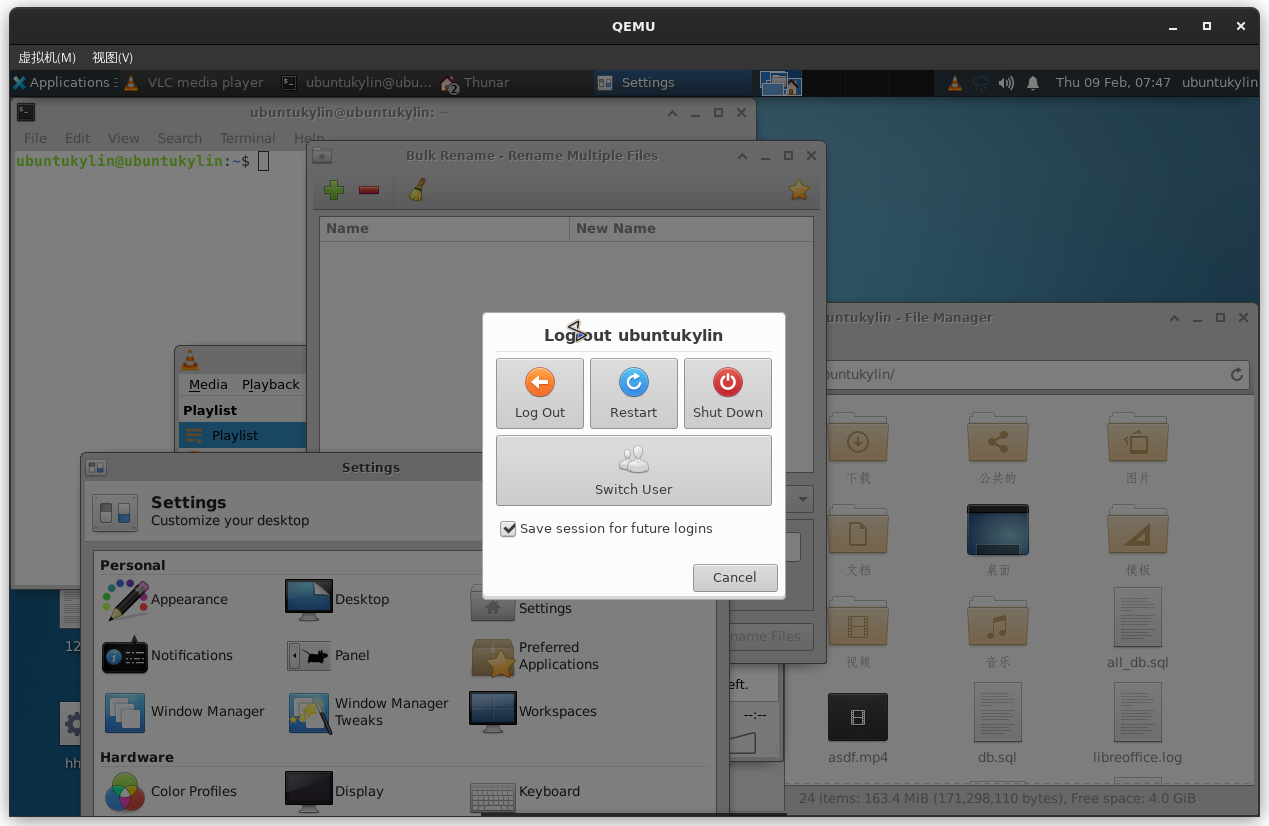 QEMU
虚拟机(M) 视图(V)
Applications VLC media player ubuntukylin@ubu... Thunar Settings Thu 09 Feb, 07:47 ubuntukylin
2
ubuntukylin@ubuntukylin: ~
File Edit View Search Terminal Help
ubuntukylin@ubuntukylin:~$
Bulk Rename - Rename Multiple Files
Name New Name
untukylin - File Manager
untukylin/
Log out ubuntukylin
Log Out Restart Shut Down
Switch User
Save session for future logins
Cancel
Media Playback
Playlist
Playlist
Settings
Settings
Customize your desktop
Personal
Appearance Desktop Settings
Notifications Panel Preferred Applications
Window Manager Window Manager Tweaks Workspaces
Hardware
Color Profiles Display Keyboard
name Files
eft.
--:--
12
hh
下载 公共的 图片
文档 桌面 模板
视频 音乐 all_db.sql
asdf.mp4 db.sql libreoffice.log
24 items: 163.4 MiB (171,298,110 bytes), Free space: 4.0 GiB